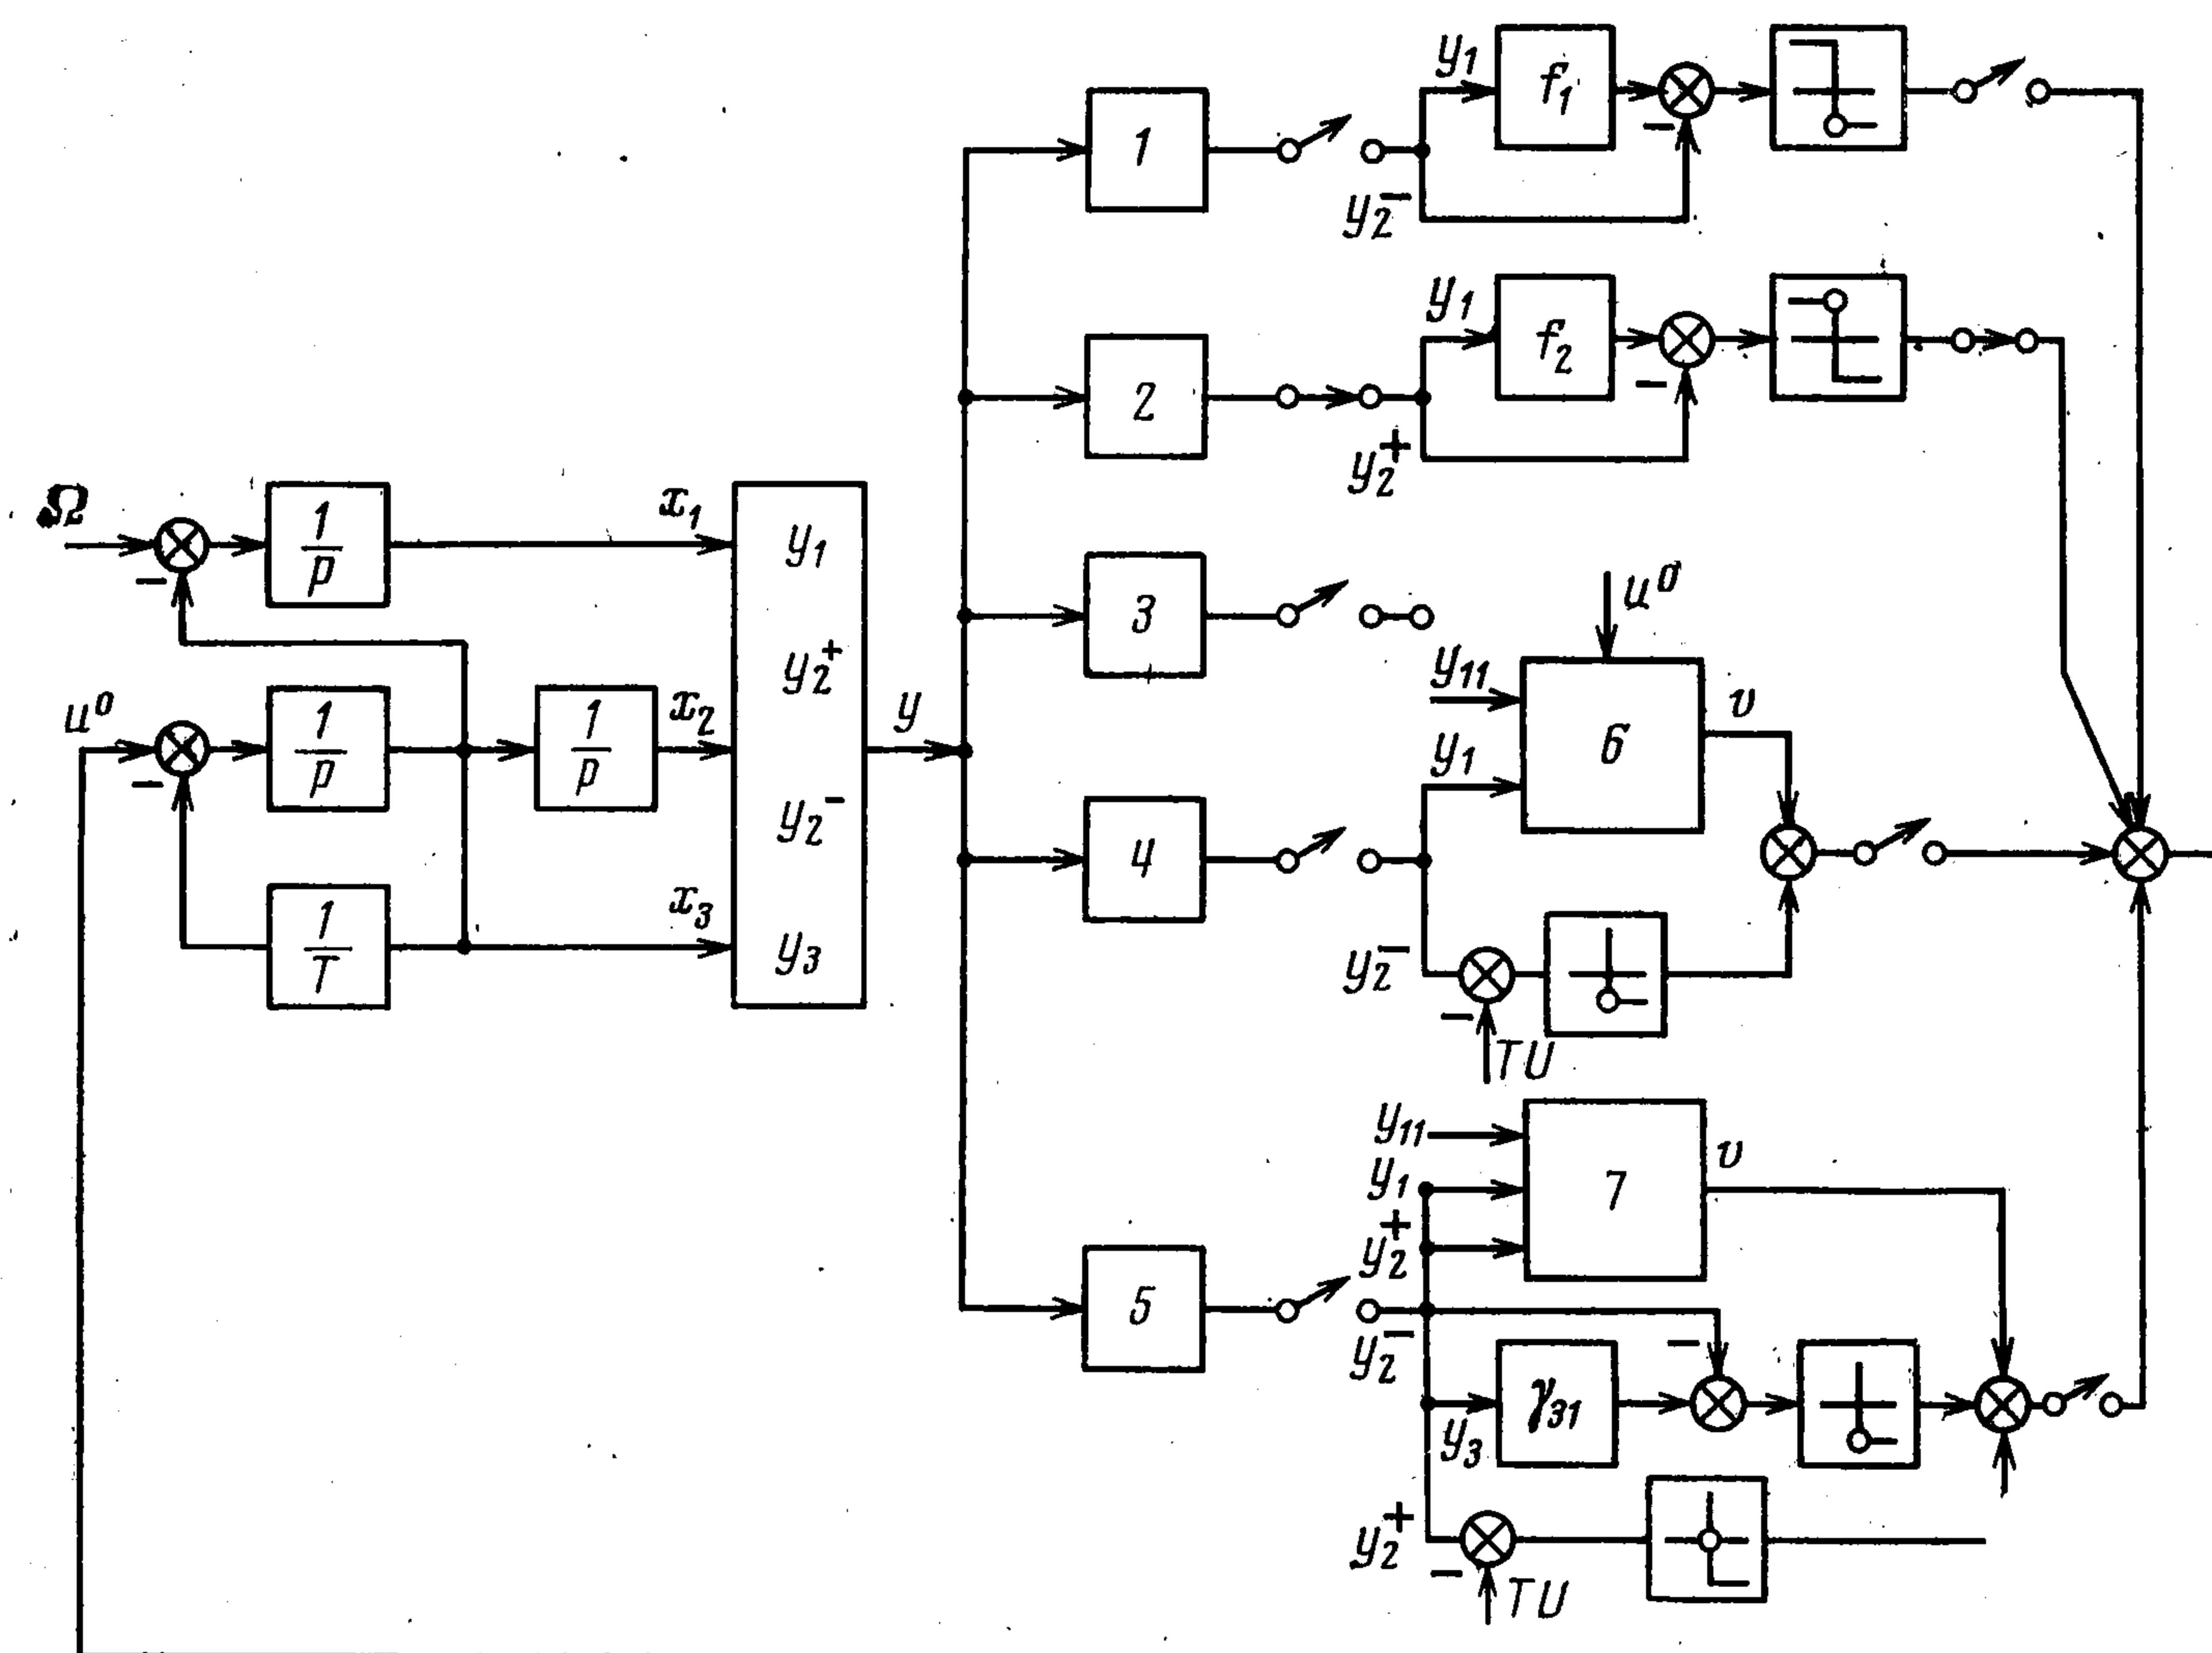 y₁
f₁
1
y₂⁻
y₁
f₂
2
y₂⁺
Ω
−
1/p
x₁
y₁
y₂⁺
y₂⁻
y₃
3
u⁰
u⁰
−
1/p
1/p
x₂
y
y₁₁
y₁
6
v
4
1/T
x₃
y₂⁻
−
TU
y₁₁
y₁
y₂⁺
7
v
5
y₂⁻
−
γ₃₁
y₃
y₂⁺
−
TU